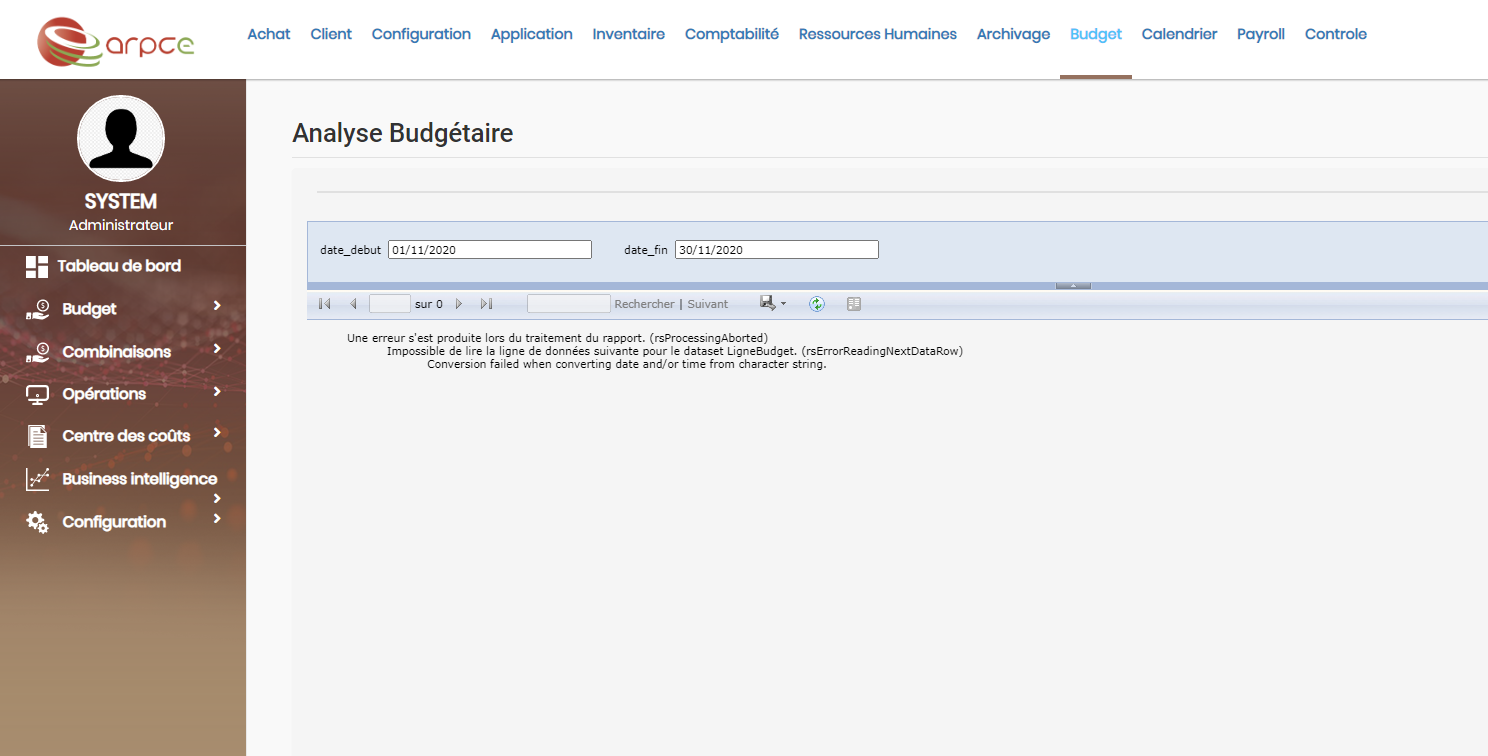 arpce
Achat Client Configuration Application Inventaire Comptabilité Ressources Humaines Archivage Budget Calendrier Payroll Controle
SYSTEM
Administrateur
Tableau de bord
Budget
Combinaisons
Opérations
Centre des coûts
Business intelligence
Configuration
Analyse Budgétaire
date_debut 01/11/2020 date_fin 30/11/2020
sur 0 Rechercher | Suivant
Une erreur s'est produite lors du traitement du rapport. (rsProcessingAborted)
Impossible de lire la ligne de données suivante pour le dataset LigneBudget. (rsErrorReadingNextDataRow)
Conversion failed when converting date and/or time from character string.